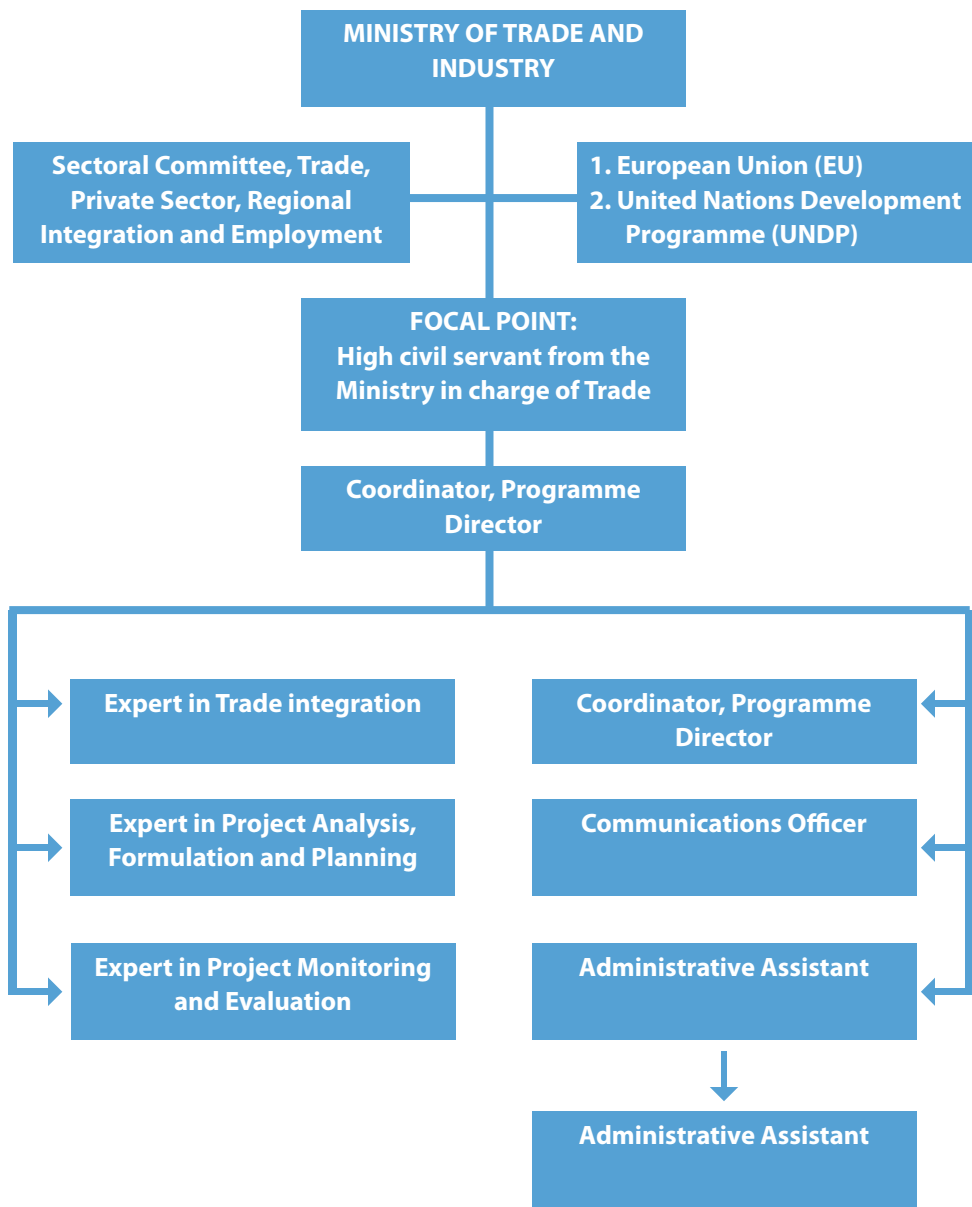 MINISTRY OF TRADE AND
INDUSTRY
Sectoral Committee, Trade,
Private Sector, Regional
Integration and Employment
1. European Union (EU)
2. United Nations Development
Programme (UNDP)
FOCAL POINT:
High civil servant from the
Ministry in charge of Trade
Coordinator, Programme
Director
Expert in Trade integration
Coordinator, Programme
Director
Expert in Project Analysis,
Formulation and Planning
Communications Officer
Expert in Project Monitoring
and Evaluation
Administrative Assistant
Administrative Assistant